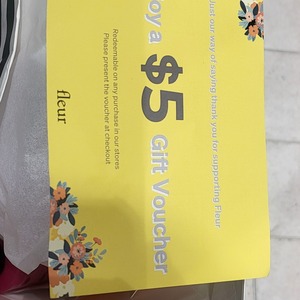 Just our way of saying thank you for supporting Fleur
oy a $5 Gift Voucher
Redeemable on any purchase in our stores
Please present the voucher at checkout
fleur